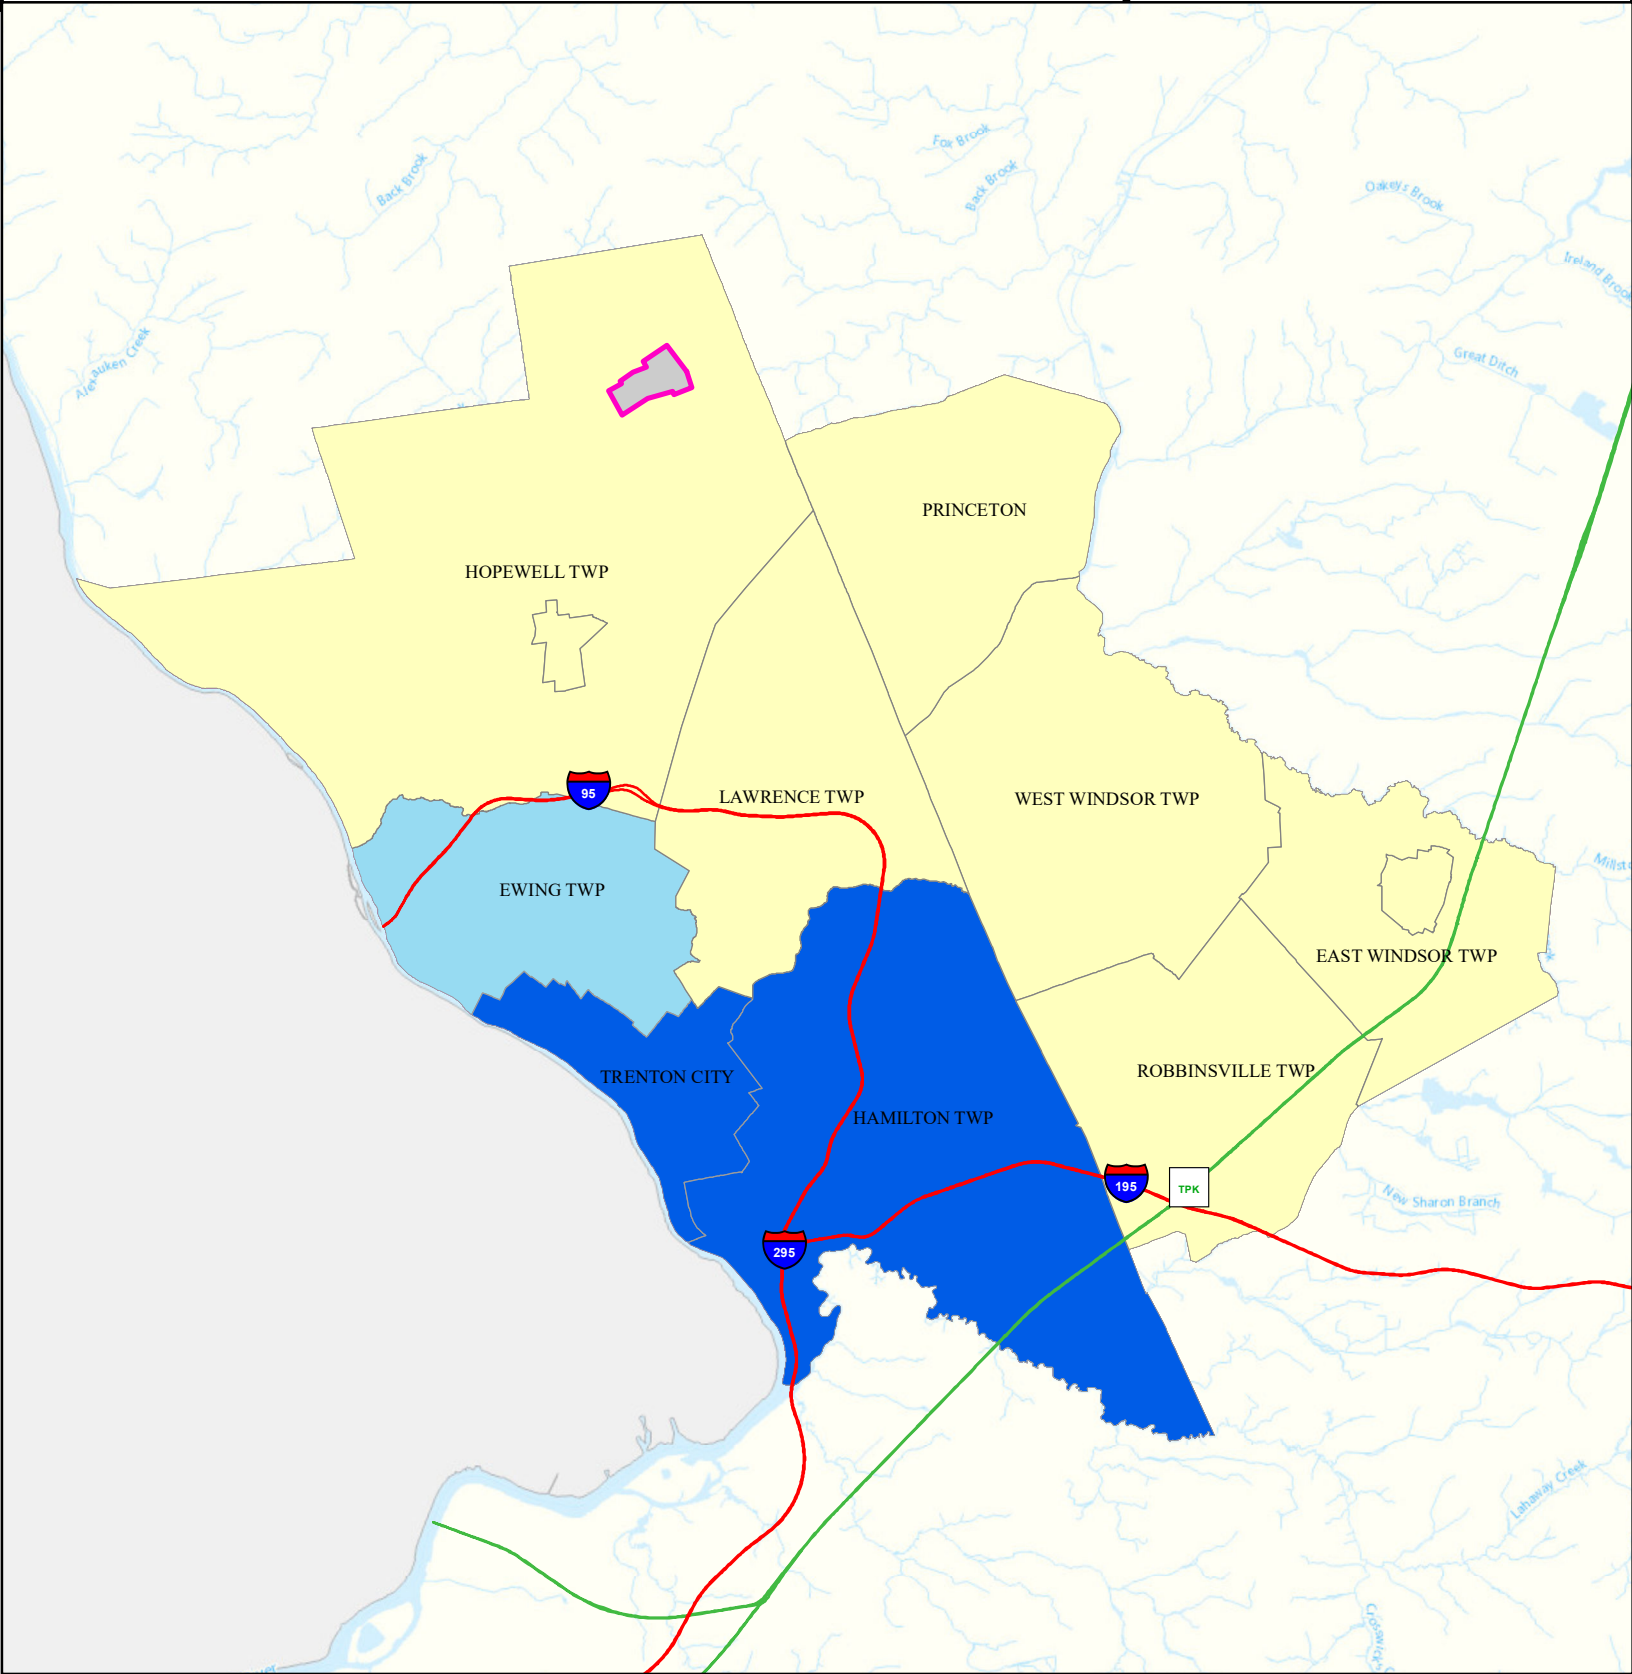 Fox Brook
Back Brook
Back Brook
Oakeys Brook
Ireland Brook
Alexauken Creek
Great Ditch
PRINCETON
HOPEWELL TWP
95
LAWRENCE TWP
WEST WINDSOR TWP
EWING TWP
EAST WINDSOR TWP
TRENTON CITY
ROBBINSVILLE TWP
HAMILTON TWP
195
TPK
New Sharon Branch
295
Lahaway Creek